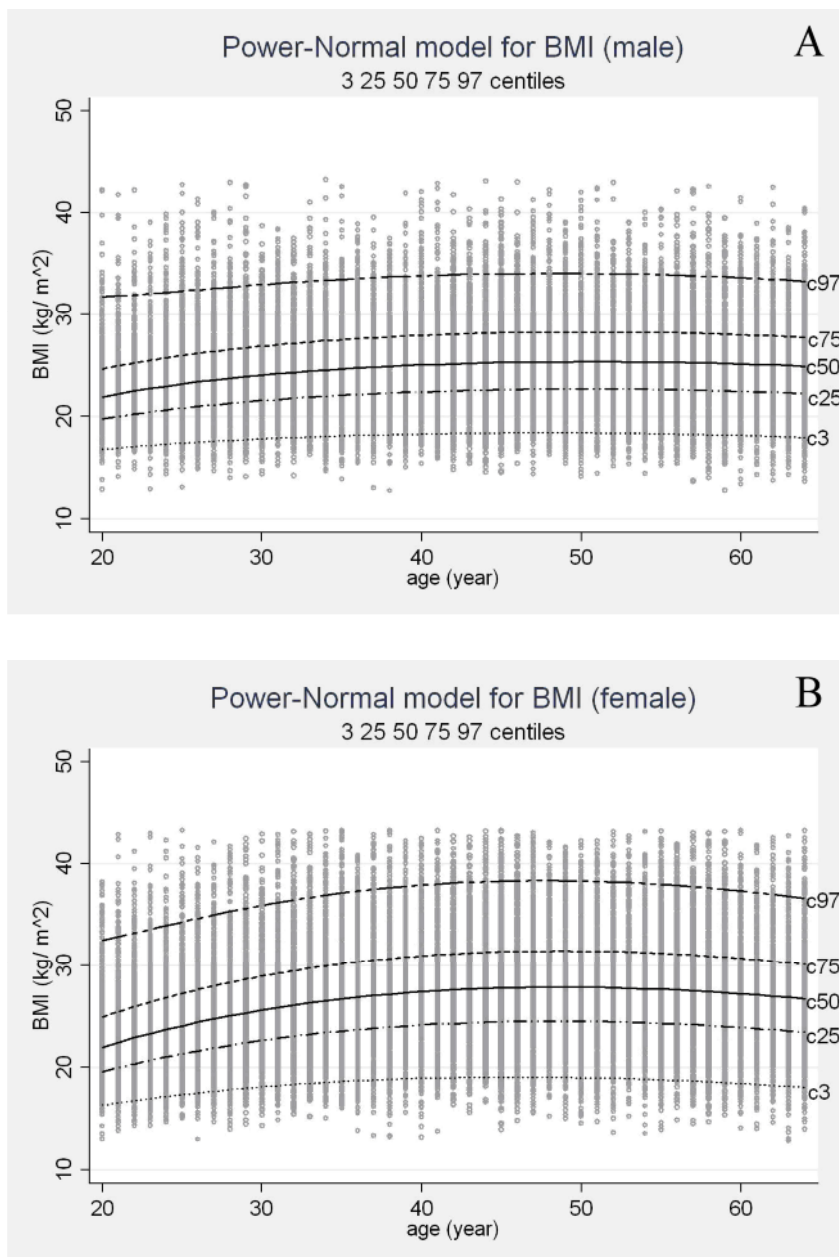 A
Power-Normal model for BMI (male)
3 25 50 75 97 centiles
BMI (kg/ m^2)
50
40
30
20
10
c97
c75
c50
c25
c3
20 30 40 50 60
age (year)
B
Power-Normal model for BMI (female)
3 25 50 75 97 centiles
BMI (kg/ m^2)
50
40
30
20
10
c97
c75
c50
c25
c3
20 30 40 50 60
age (year)